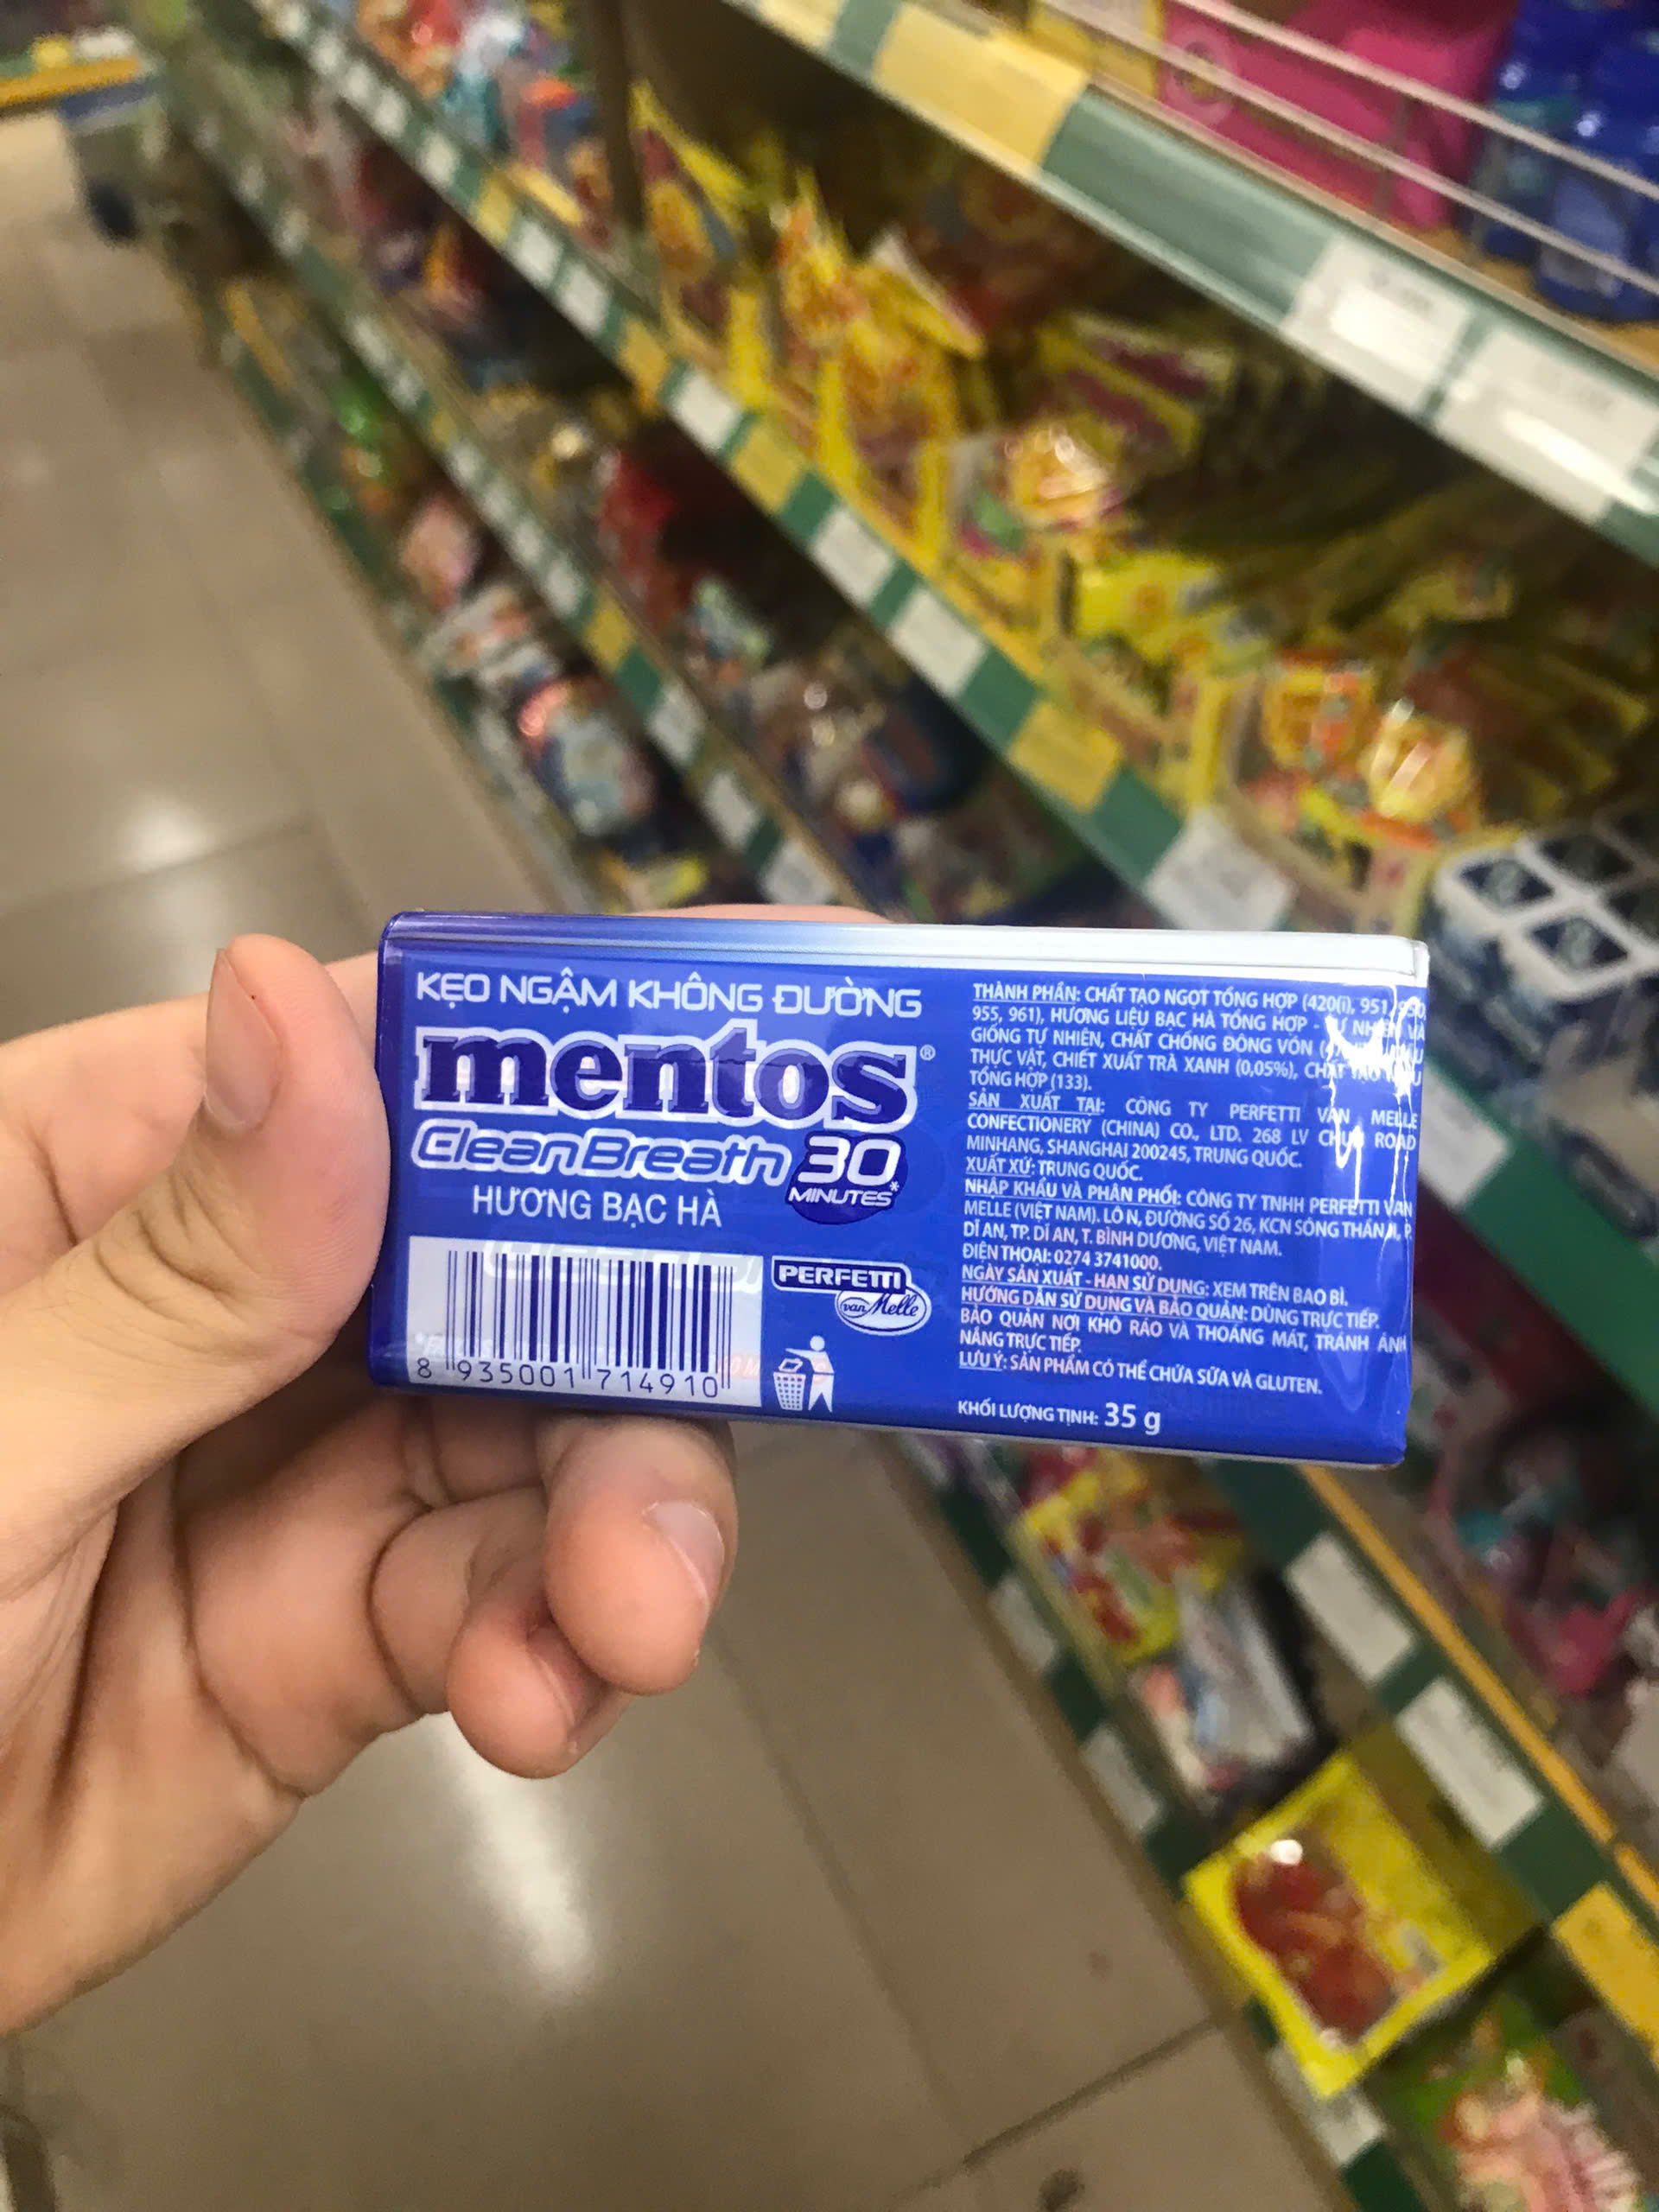 KẸO NGẬM KHÔNG ĐƯỜNG
mentos®
CleanBreath 30
MINUTES*
HƯƠNG BẠC HÀ
8 935001 714910
PERFETTI
van Melle
THÀNH PHẦN: CHẤT TẠO NGỌT TỔNG HỢP (420(i), 951,
955, 961), HƯƠNG LIỆU BẠC HÀ TỔNG HỢP -
GIỐNG TỰ NHIÊN, CHẤT CHỐNG ĐÔNG VÓN
THỰC VẬT, CHIẾT XUẤT TRÀ XANH (0,05%), CHẤT TẠO
TỔNG HỢP (133).
SẢN XUẤT TẠI: CÔNG TY PERFETTI VAN MELLE
CONFECTIONERY (CHINA) CO., LTD. 268 LV CHUN ROAD
MINHANG, SHANGHAI 200245, TRUNG QUỐC.
XUẤT XỨ: TRUNG QUỐC.
NHẬP KHẨU VÀ PHÂN PHỐI: CÔNG TY TNHH PERFETTI VAN
MELLE (VIỆT NAM). LÔ N, ĐƯỜNG SỐ 26, KCN SÓNG THẦN II, P.
DĨ AN, TP. DĨ AN, T. BÌNH DƯƠNG, VIỆT NAM.
ĐIỆN THOẠI: 0274 3741000.
NGÀY SẢN XUẤT - HẠN SỬ DỤNG: XEM TRÊN BAO BÌ.
HƯỚNG DẪN SỬ DỤNG VÀ BẢO QUẢN: DÙNG TRỰC TIẾP.
BẢO QUẢN NƠI KHÔ RÁO VÀ THOÁNG MÁT, TRÁNH ÁNH
NẮNG TRỰC TIẾP.
LƯU Ý: SẢN PHẨM CÓ THỂ CHỨA SỮA VÀ GLUTEN.
KHỐI LƯỢNG TỊNH: 35 g